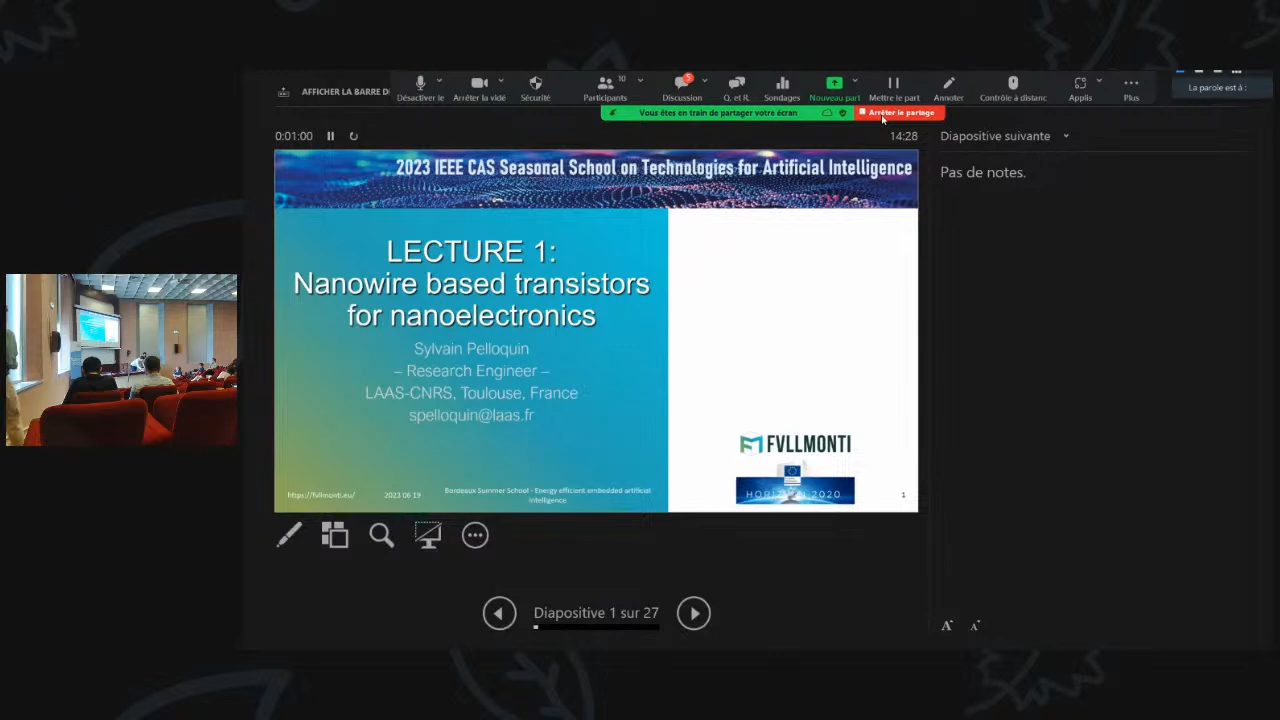 AFFICHER LA BARRE D
Désactiver le
Arrêter la vidé
Sécurité
10
Participants
5
Discussion
Q. et R.
Sondages
Nouveau part
Mettre le part
Annoter
Contrôle à distanc
Applis
Plus
La parole est à :
Vous êtes en train de partager votre écran
Arrêter le partage
0:01:00
14:28
Diapositive suivante
Pas de notes.
2023 IEEE CAS Seasonal School on Technologies for Artificial Intelligence
LECTURE 1:
Nanowire based transistors
for nanoelectronics
Sylvain Pelloquin
– Research Engineer –
LAAS-CNRS, Toulouse, France
spelloquin@laas.fr
FVLLMONTI
HORIZON 2020
https://fvllmonti.eu/
2023 06 19
Bordeaux Summer School - Energy efficient embedded artificial
intelligence
1
Diapositive 1 sur 27
A
A